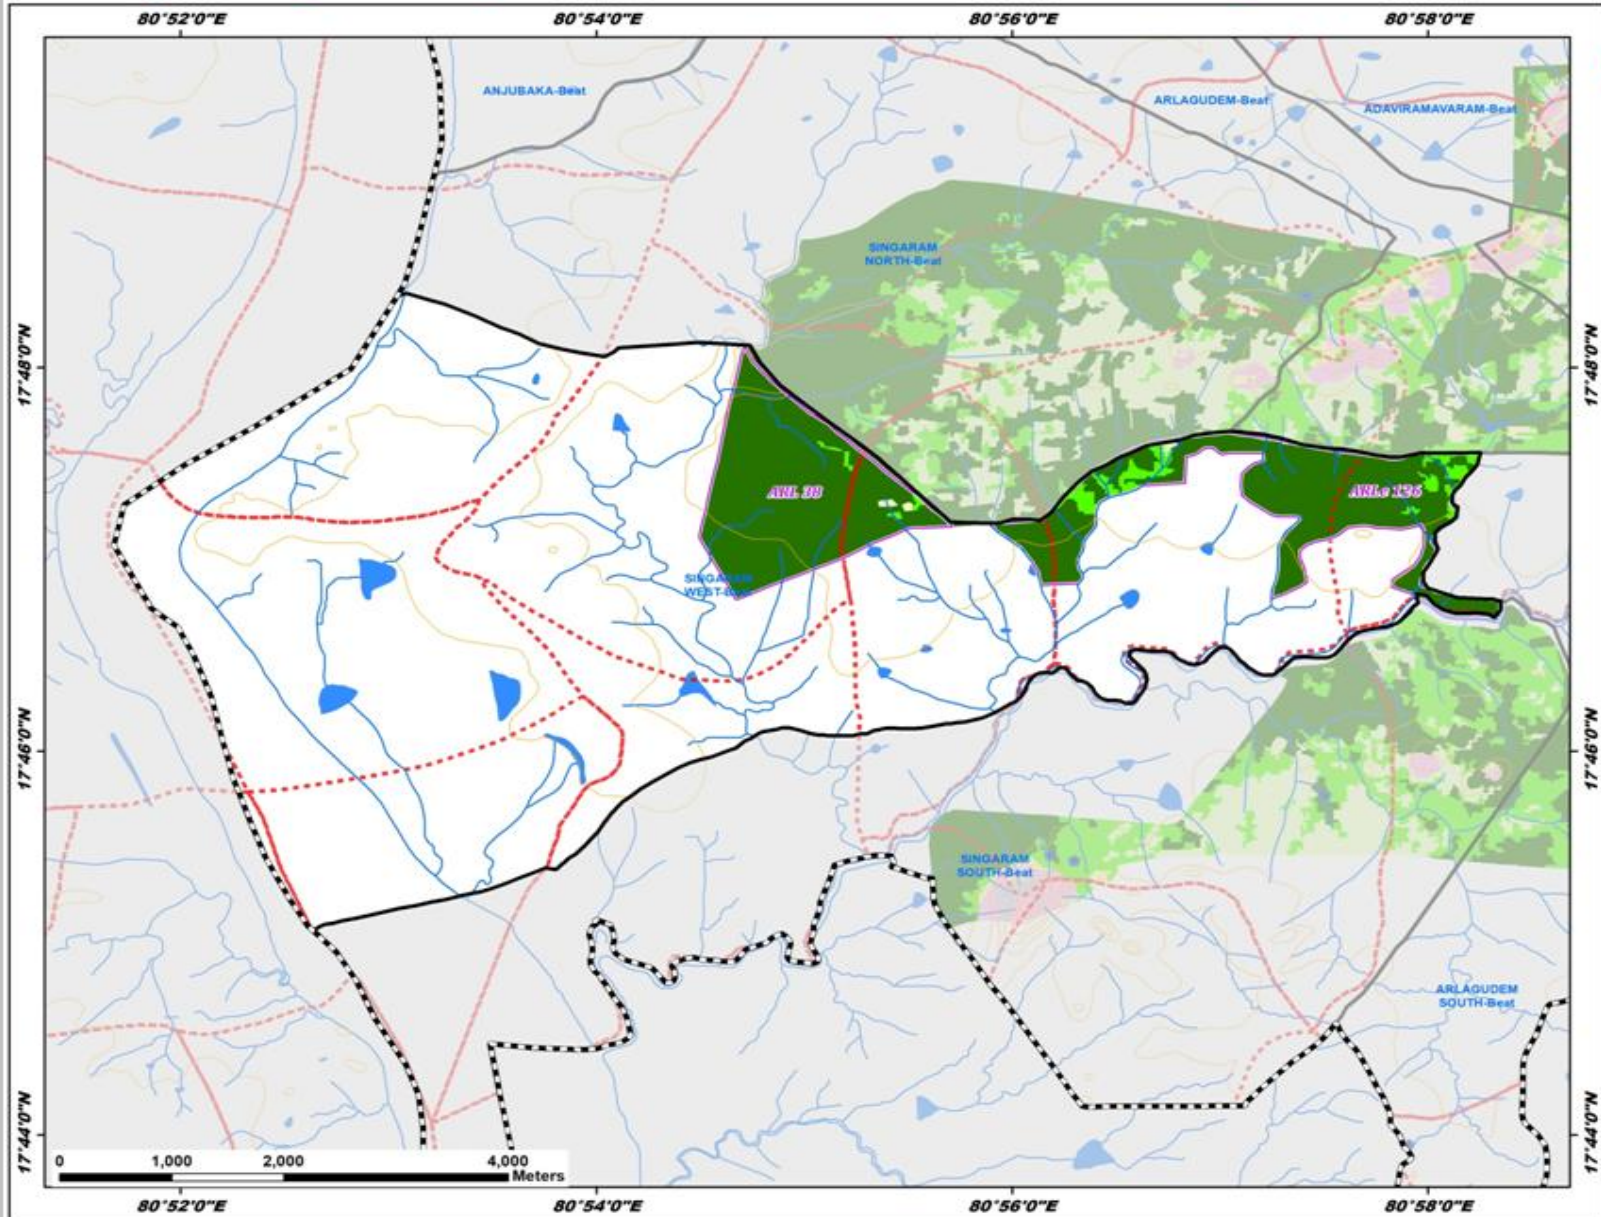 80°52'0"E 80°54'0"E 80°56'0"E 80°58'0"E
ANJUBAKA-Beat
ARLAGUDEM-Beat
ADAVIRAMAVARAM-Beat
SINGARAM
NORTH-Beat
17°48'0"N
17°48'0"N
ARL 38
ARLe 126
SINGARAM
WEST-Beat
17°46'0"N
17°46'0"N
SINGARAM
SOUTH-Beat
ARLAGUDEM
SOUTH-Beat
17°44'0"N
17°44'0"N
0 1,000 2,000 4,000
Meters
80°52'0"E 80°54'0"E 80°56'0"E 80°58'0"E